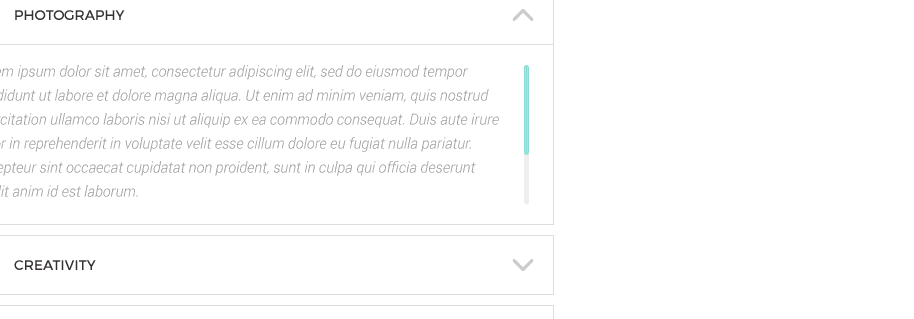 PHOTOGRAPHY
em ipsum dolor sit amet, consectetur adipiscing elit, sed do eiusmod tempor
didunt ut labore et dolore magna aliqua. Ut enim ad minim veniam, quis nostrud
rcitation ullamco laboris nisi ut aliquip ex ea commodo consequat. Duis aute irure
r in reprehenderit in voluptate velit esse cillum dolore eu fugiat nulla pariatur.
epteur sint occaecat cupidatat non proident, sunt in culpa qui officia deserunt
lit anim id est laborum.
CREATIVITY